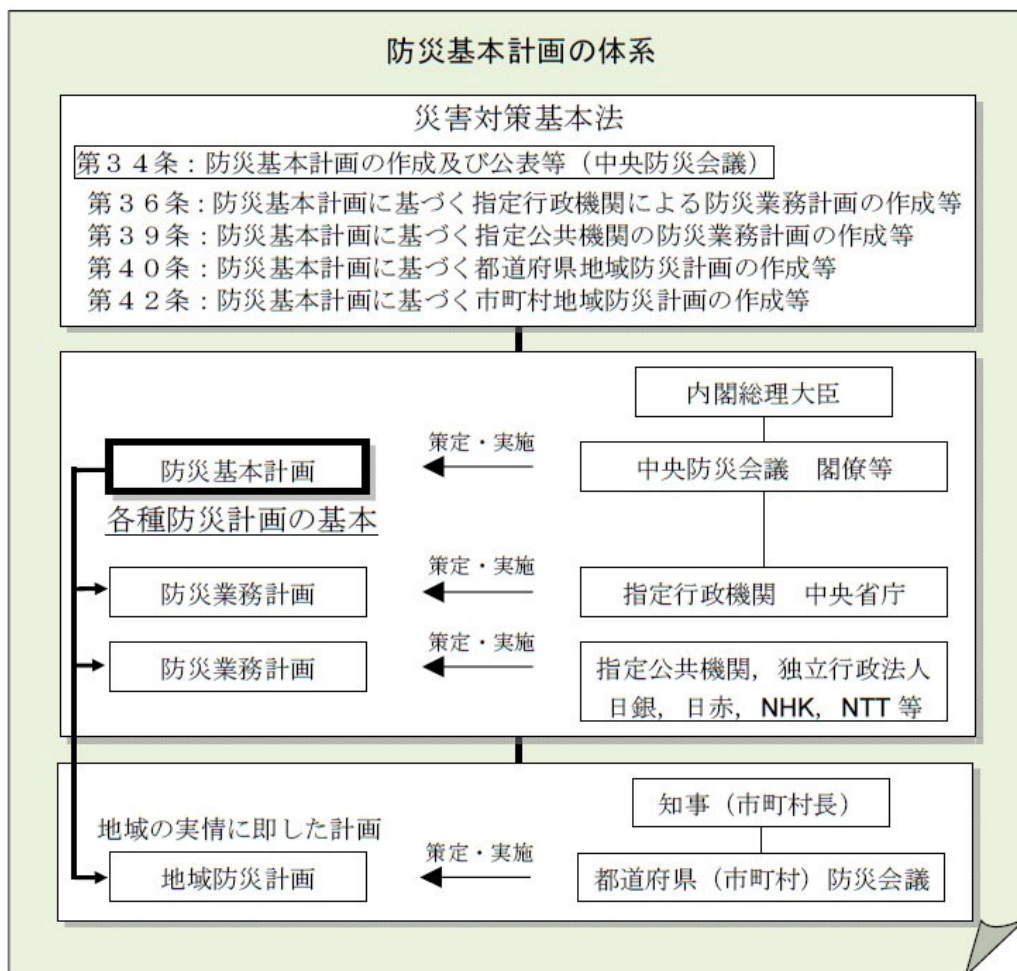 防災基本計画の体系
災害対策基本法
第３４条：防災基本計画の作成及び公表等（中央防災会議）
第３６条：防災基本計画に基づく指定行政機関による防災業務計画の作成等
第３９条：防災基本計画に基づく指定公共機関の防災業務計画の作成等
第４０条：防災基本計画に基づく都道府県地域防災計画の作成等
第４２条：防災基本計画に基づく市町村地域防災計画の作成等
内閣総理大臣
防災基本計画
策定・実施
中央防災会議　閣僚等
各種防災計画の基本
防災業務計画
策定・実施
指定行政機関　中央省庁
防災業務計画
策定・実施
指定公共機関，独立行政法人
日銀，日赤，NHK，NTT 等
知事（市町村長）
地域の実情に即した計画
地域防災計画
策定・実施
都道府県（市町村）防災会議